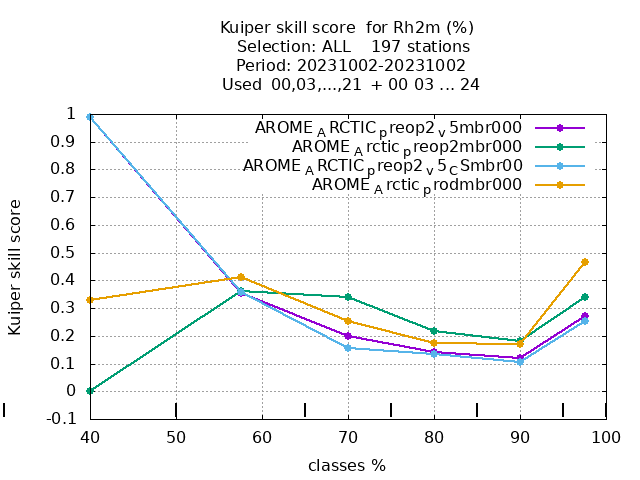 Kuiper skill score  for Rh2m (%)
Selection: ALL    197 stations
Period: 20231002-20231002
Used  00,03,...,21  + 00 03 ... 24
AROME_ARCTIC_preop2_v5mbr000
AROME_Arctic_preop2mbr000
AROME_ARCTIC_preop2_v5_CSmbr00
AROME_Arctic_prodmbr000
1
0.9
0.8
0.7
0.6
0.5
0.4
0.3
0.2
0.1
0
-0.1
Kuiper skill score
40 50 60 70 80 90 100
classes %